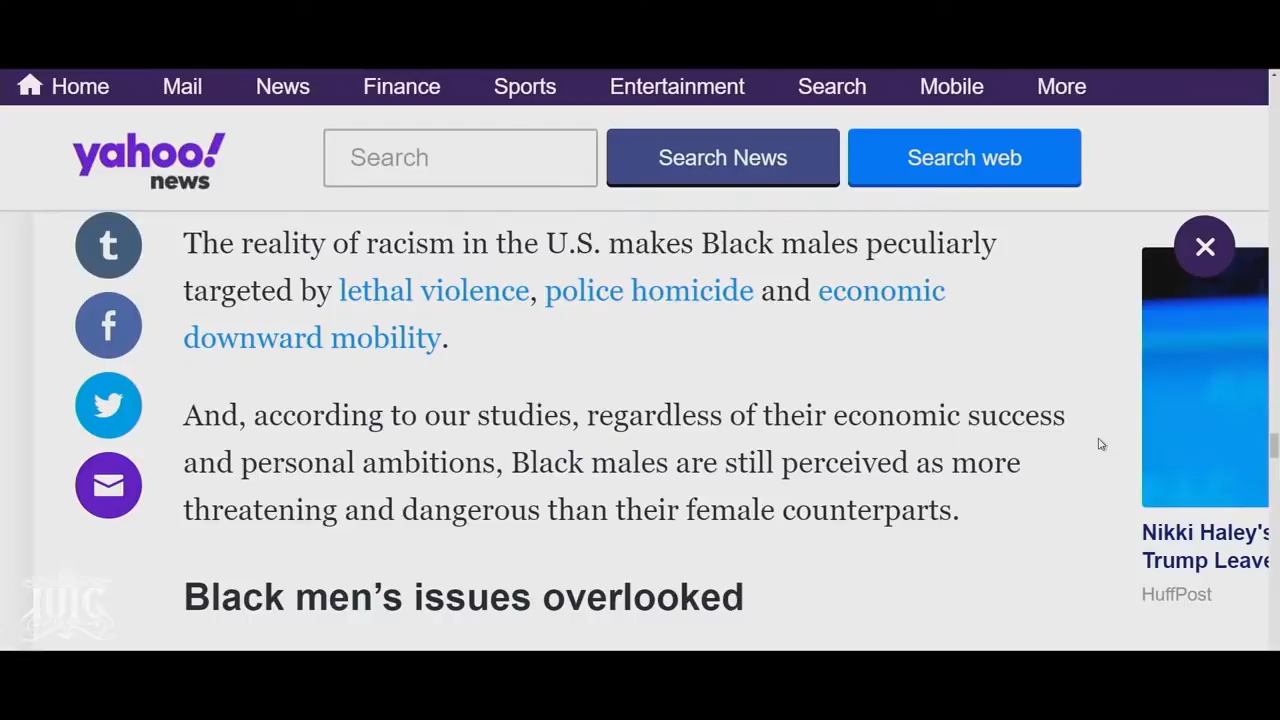 Home Mail News Finance Sports Entertainment Search Mobile More
yahoo!
news
Search Search News Search web
The reality of racism in the U.S. makes Black males peculiarly
targeted by lethal violence, police homicide and economic
downward mobility.
And, according to our studies, regardless of their economic success
and personal ambitions, Black males are still perceived as more
threatening and dangerous than their female counterparts.
Black men's issues overlooked
Nikki Haley's
Trump Leave
HuffPost
IUIC